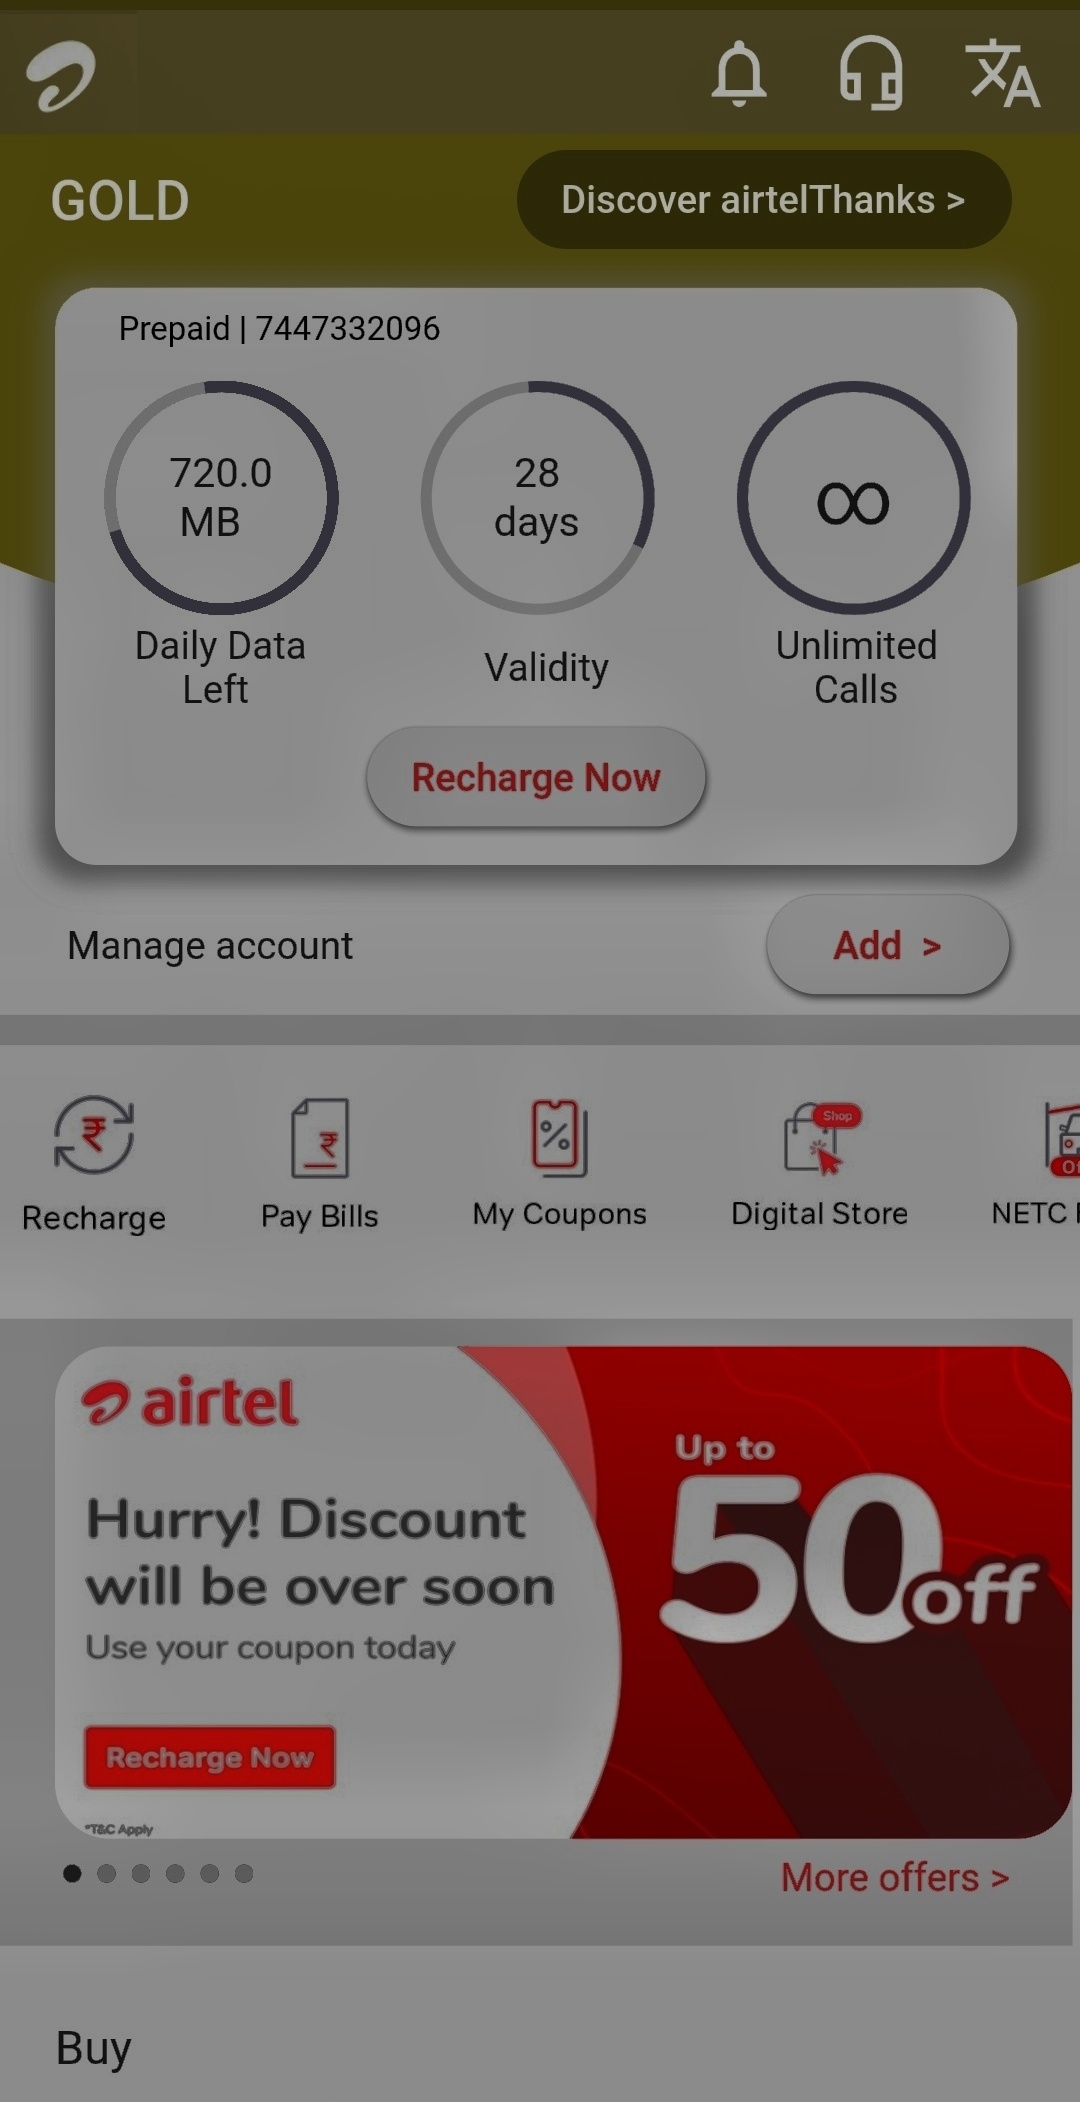 GOLD
Discover airtelThanks >
Prepaid | 7447332096
720.0
MB
28
days
∞
Daily Data
Left
Validity
Unlimited
Calls
Recharge Now
Manage account
Add >
Shop
₹
₹
%
Recharge
Pay Bills
My Coupons
Digital Store
NETC
airtel
Up to
50 off
Hurry! Discount
will be over soon
Use your coupon today
Recharge Now
*T&C Apply
More offers >
Buy